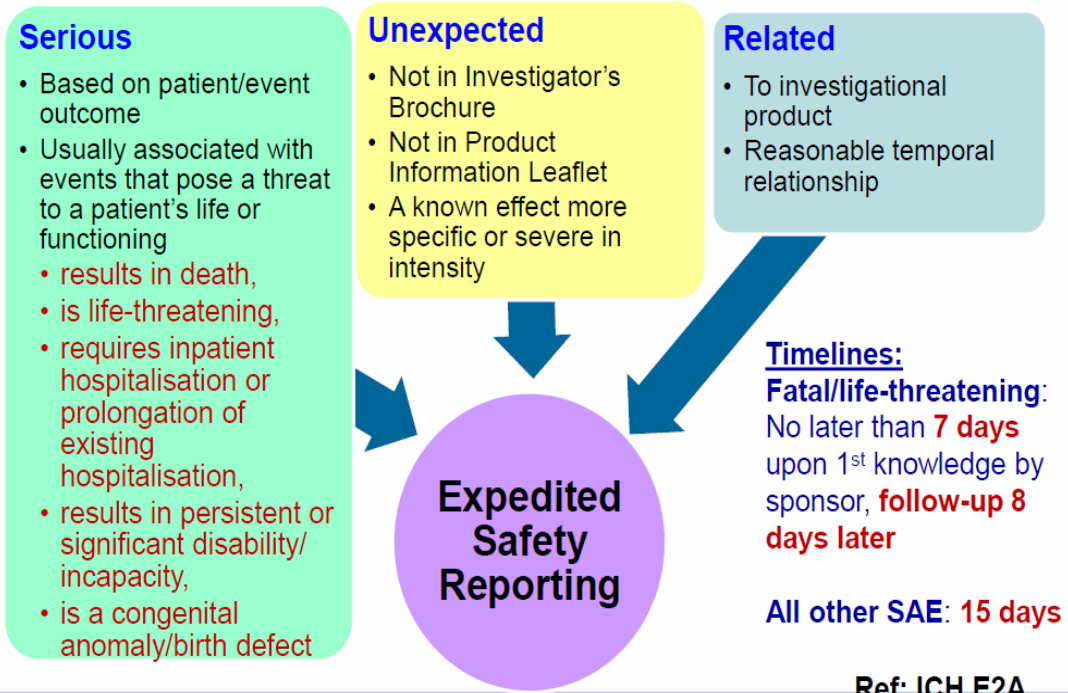 Serious
• Based on patient/event
outcome
• Usually associated with
events that pose a threat
to a patient's life or
functioning
• results in death,
• is life-threatening,
• requires inpatient
hospitalisation or
prolongation of
existing
hospitalisation,
• results in persistent or
significant disability/
incapacity,
• is a congenital
anomaly/birth defect
Unexpected
• Not in Investigator's
Brochure
• Not in Product
Information Leaflet
• A known effect more
specific or severe in
intensity
Related
• To investigational
product
• Reasonable temporal
relationship
Expedited
Safety
Reporting
Timelines:
Fatal/life-threatening:
No later than 7 days
upon 1st knowledge by
sponsor, follow-up 8
days later
All other SAE: 15 days
Ref: ICH E2A